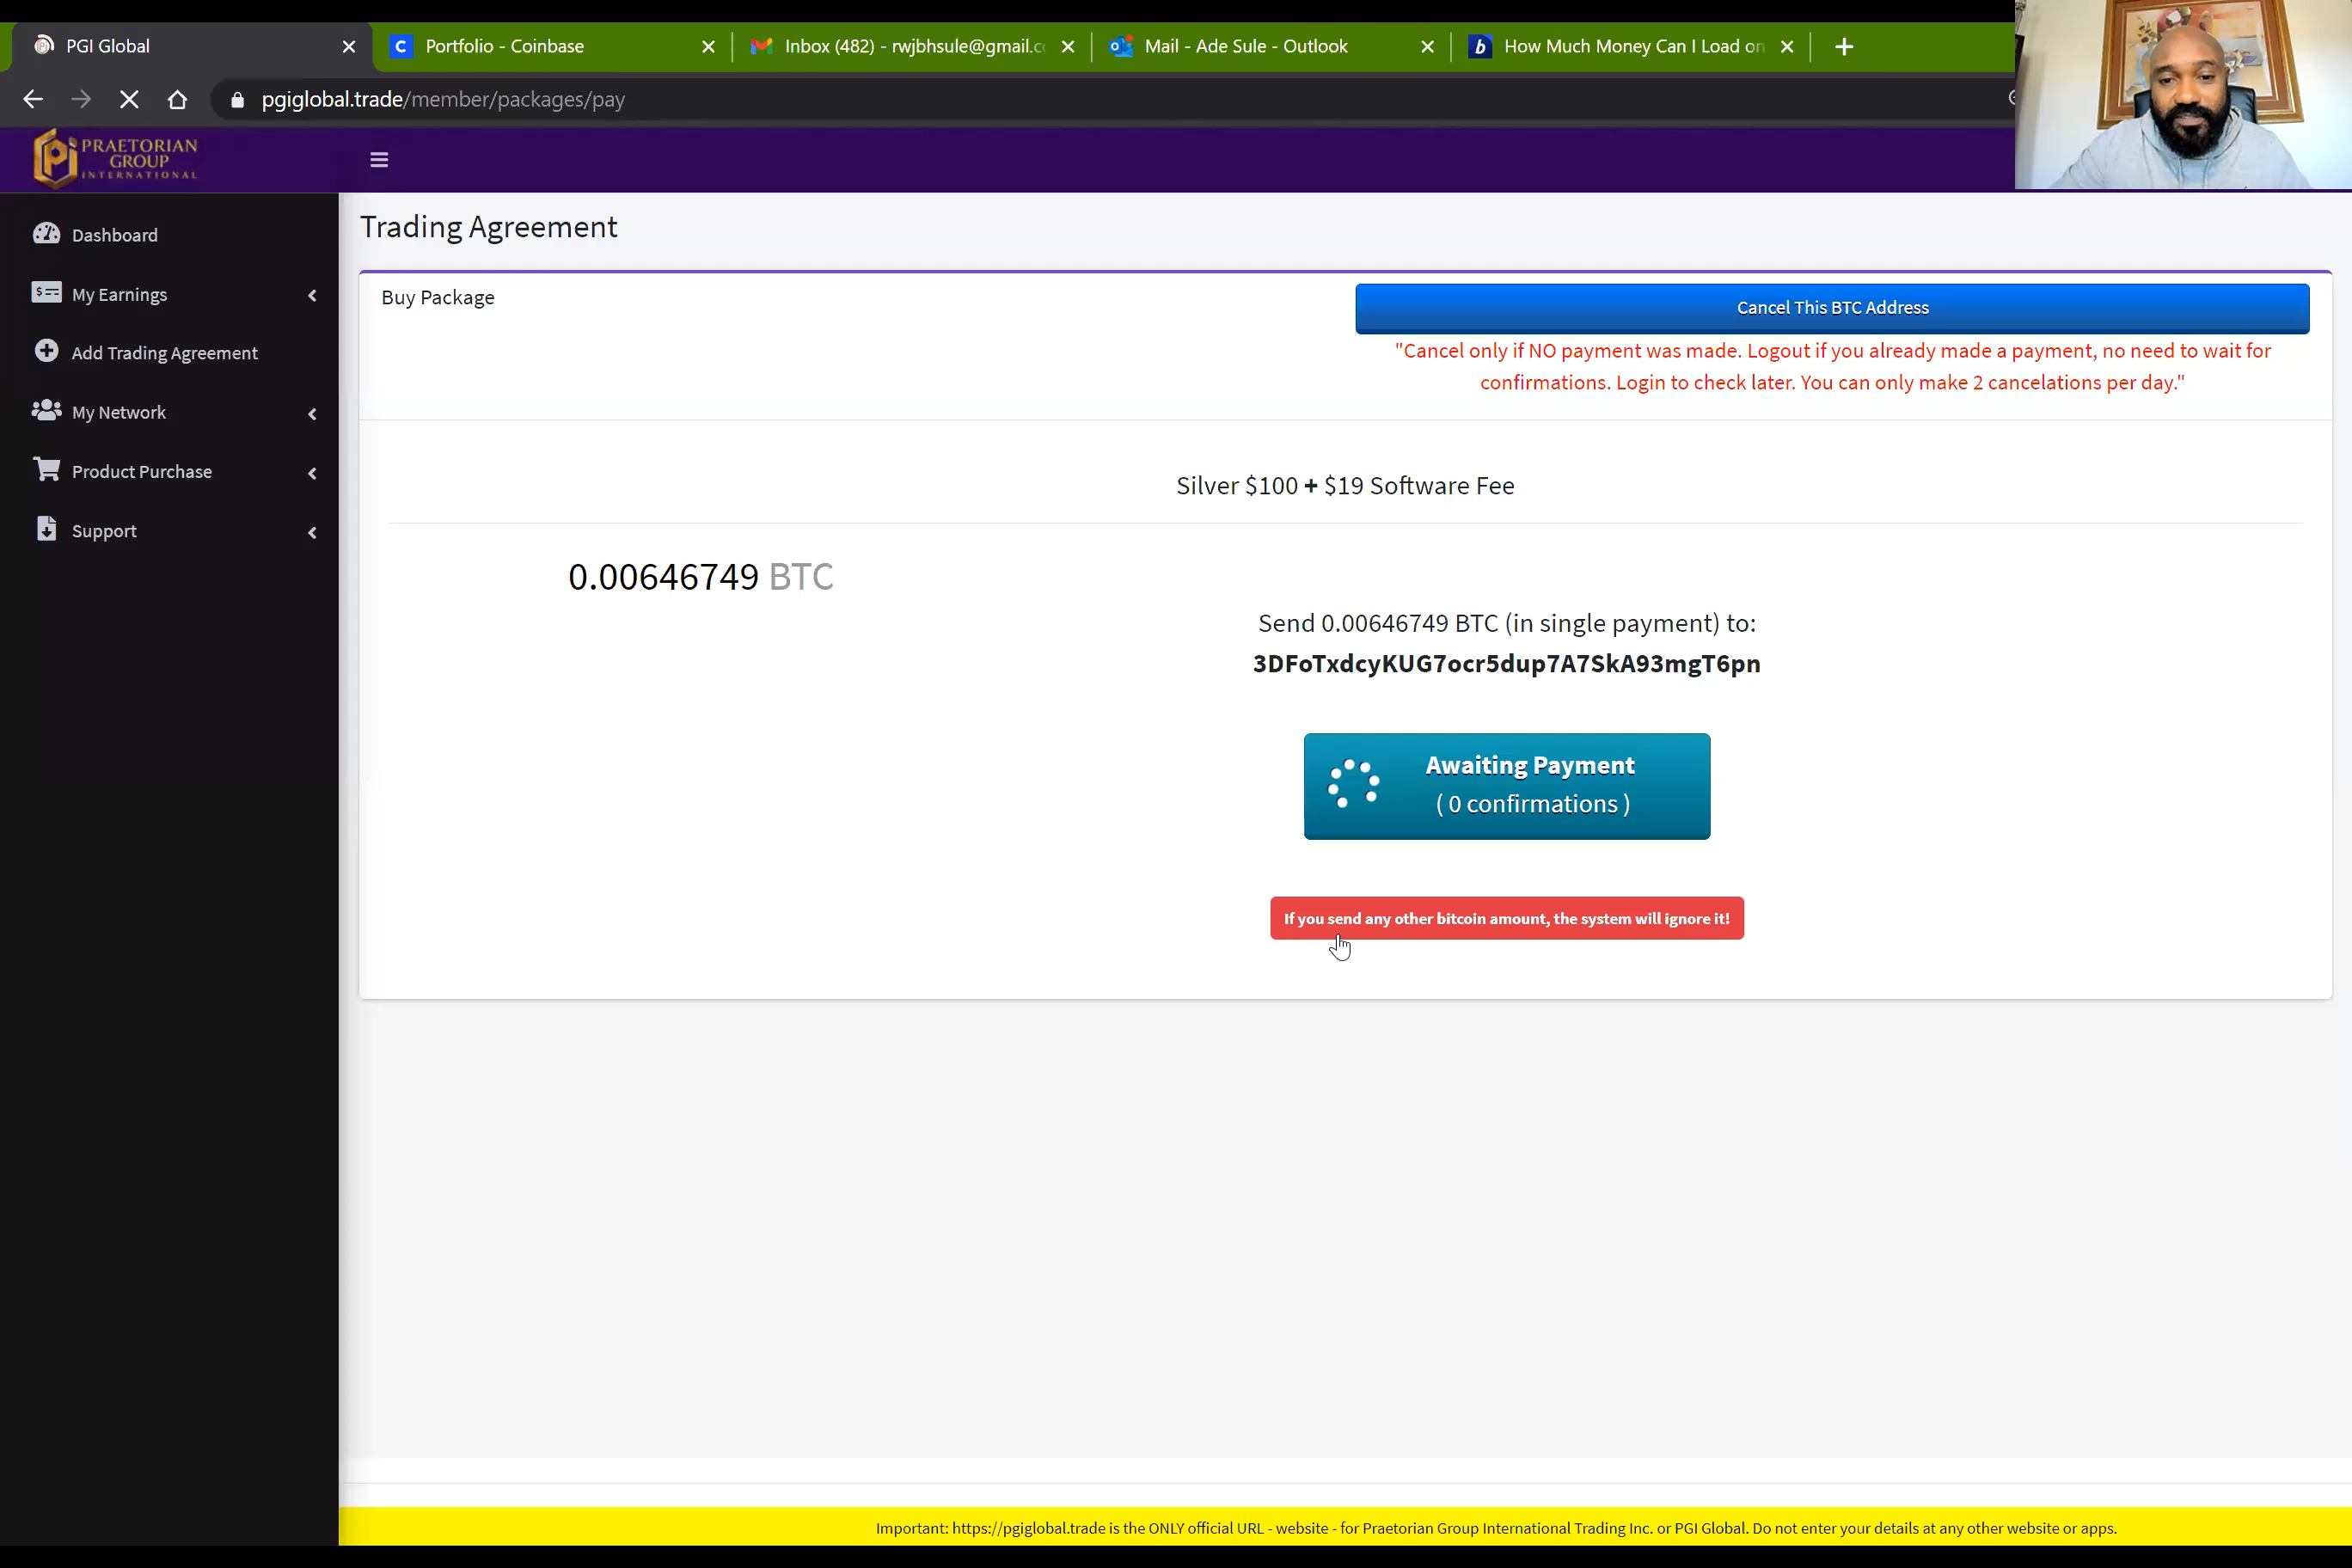 PGI Global
Portfolio - Coinbase
Inbox (482) - rwjbhsule@gmail.c
Mail - Ade Sule - Outlook
How Much Money Can I Load on
pgiglobal.trade/member/packages/pay
PRAETORIAN
GROUP
INTERNATIONAL
Dashboard
My Earnings
Add Trading Agreement
My Network
Product Purchase
Support
Trading Agreement
Buy Package
Cancel This BTC Address
"Cancel only if NO payment was made. Logout if you already made a payment, no need to wait for
confirmations. Login to check later. You can only make 2 cancelations per day."
Silver $100 + $19 Software Fee
0.00646749 BTC
Send 0.00646749 BTC (in single payment) to:
3DFoTxdcyKUG7ocr5dup7A7SkA93mgT6pn
Awaiting Payment
( 0 confirmations )
If you send any other bitcoin amount, the system will ignore it!
Important: https://pgiglobal.trade is the ONLY official URL - website - for Praetorian Group International Trading Inc. or PGI Global. Do not enter your details at any other website or apps.